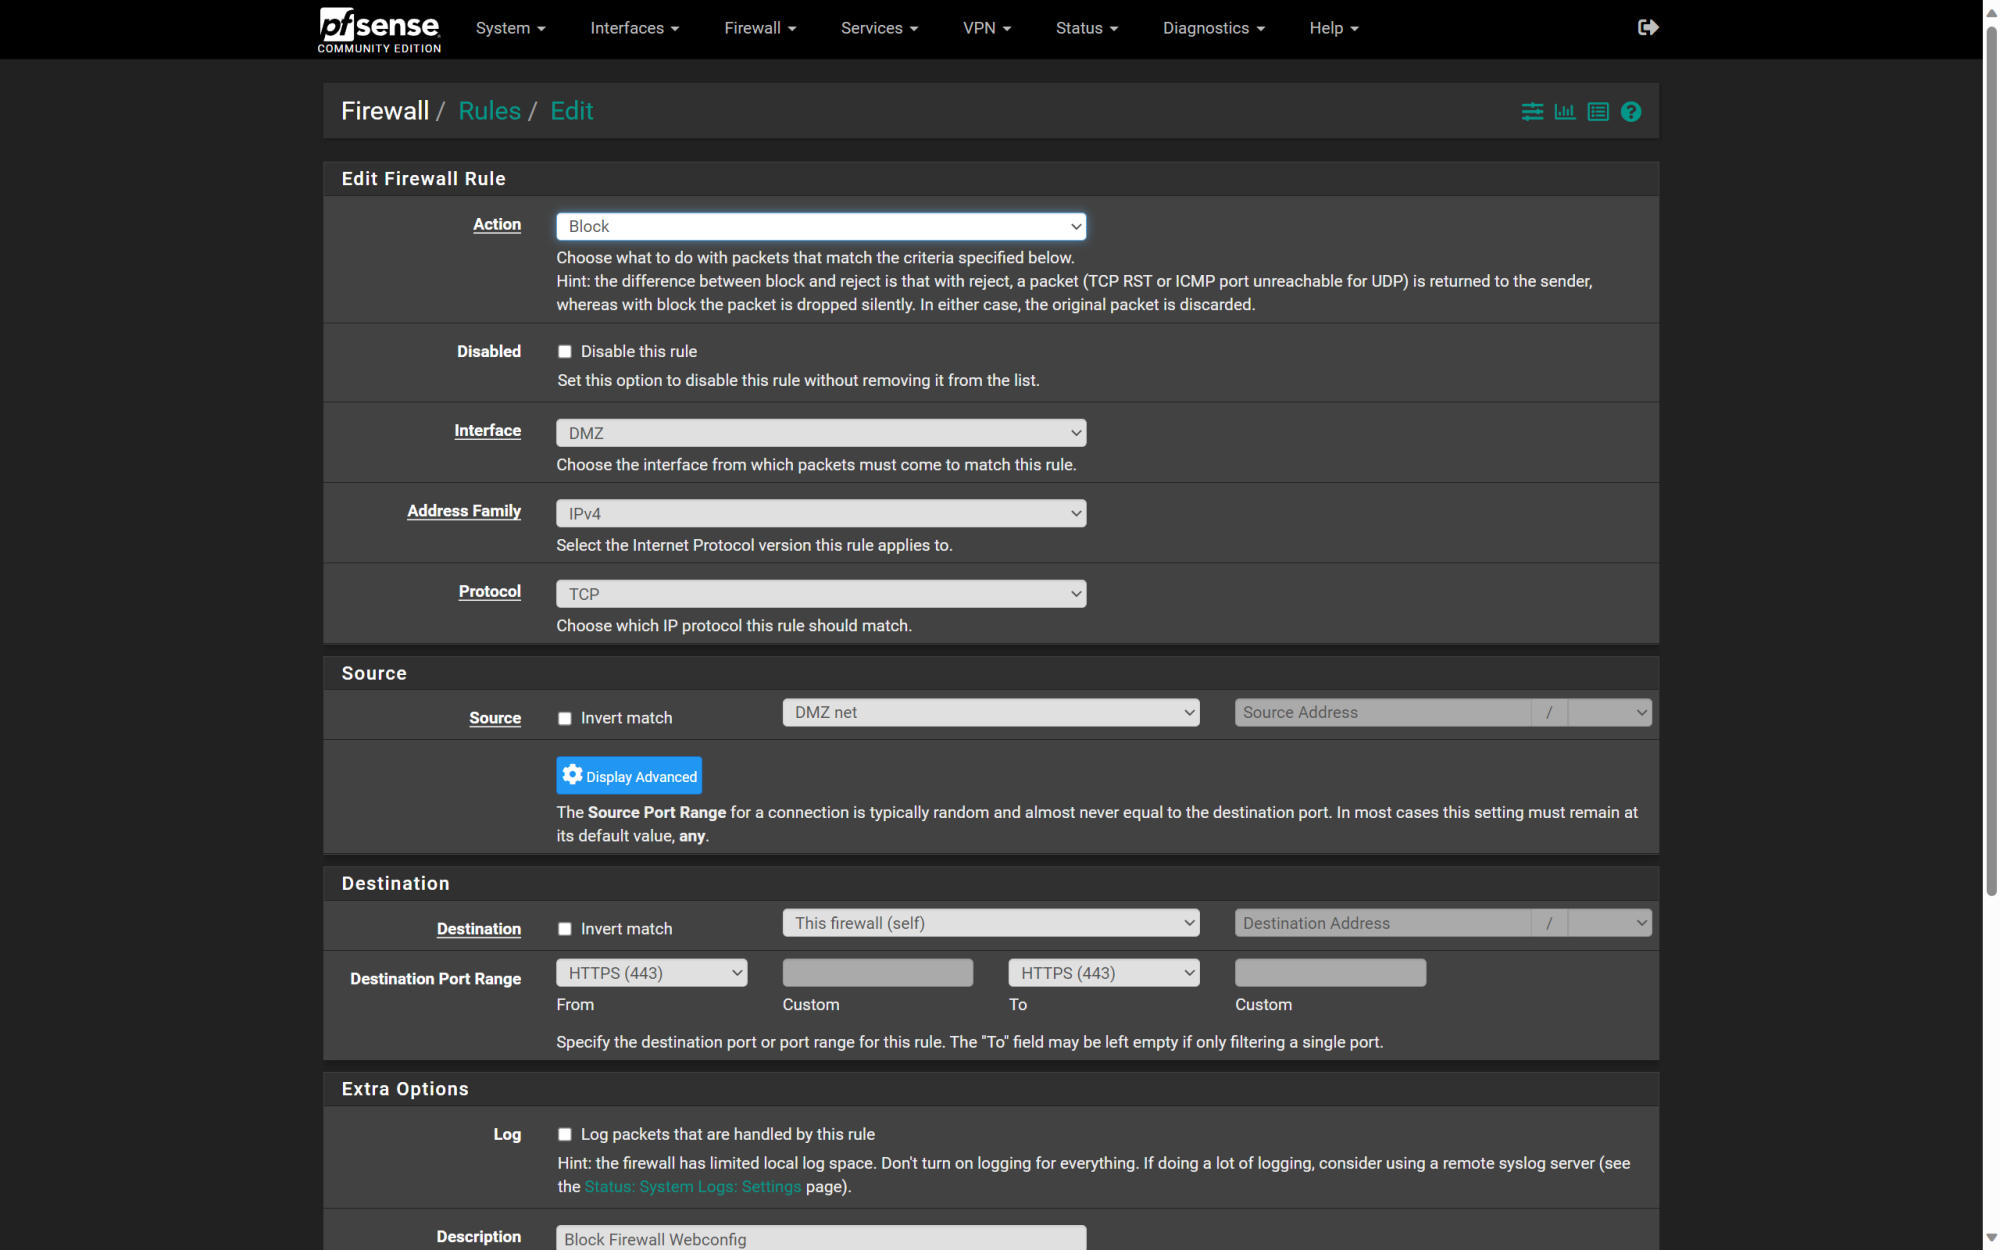 pfsense
COMMUNITY EDITION
System
Interfaces
Firewall
Services
VPN
Status
Diagnostics
Help
Firewall / Rules / Edit
Edit Firewall Rule
Action
Block
Choose what to do with packets that match the criteria specified below.
Hint: the difference between block and reject is that with reject, a packet (TCP RST or ICMP port unreachable for UDP) is returned to the sender,
whereas with block the packet is dropped silently. In either case, the original packet is discarded.
Disabled
Disable this rule
Set this option to disable this rule without removing it from the list.
Interface
DMZ
Choose the interface from which packets must come to match this rule.
Address Family
IPv4
Select the Internet Protocol version this rule applies to.
Protocol
TCP
Choose which IP protocol this rule should match.
Source
Source
Invert match
DMZ net
Source Address
/
Display Advanced
The Source Port Range for a connection is typically random and almost never equal to the destination port. In most cases this setting must remain at
its default value, any.
Destination
Destination
Invert match
This firewall (self)
Destination Address
/
Destination Port Range
HTTPS (443)
HTTPS (443)
From
Custom
To
Custom
Specify the destination port or port range for this rule. The "To" field may be left empty if only filtering a single port.
Extra Options
Log
Log packets that are handled by this rule
Hint: the firewall has limited local log space. Don't turn on logging for everything. If doing a lot of logging, consider using a remote syslog server (see
the Status: System Logs: Settings page).
Description
Block Firewall Webconfig